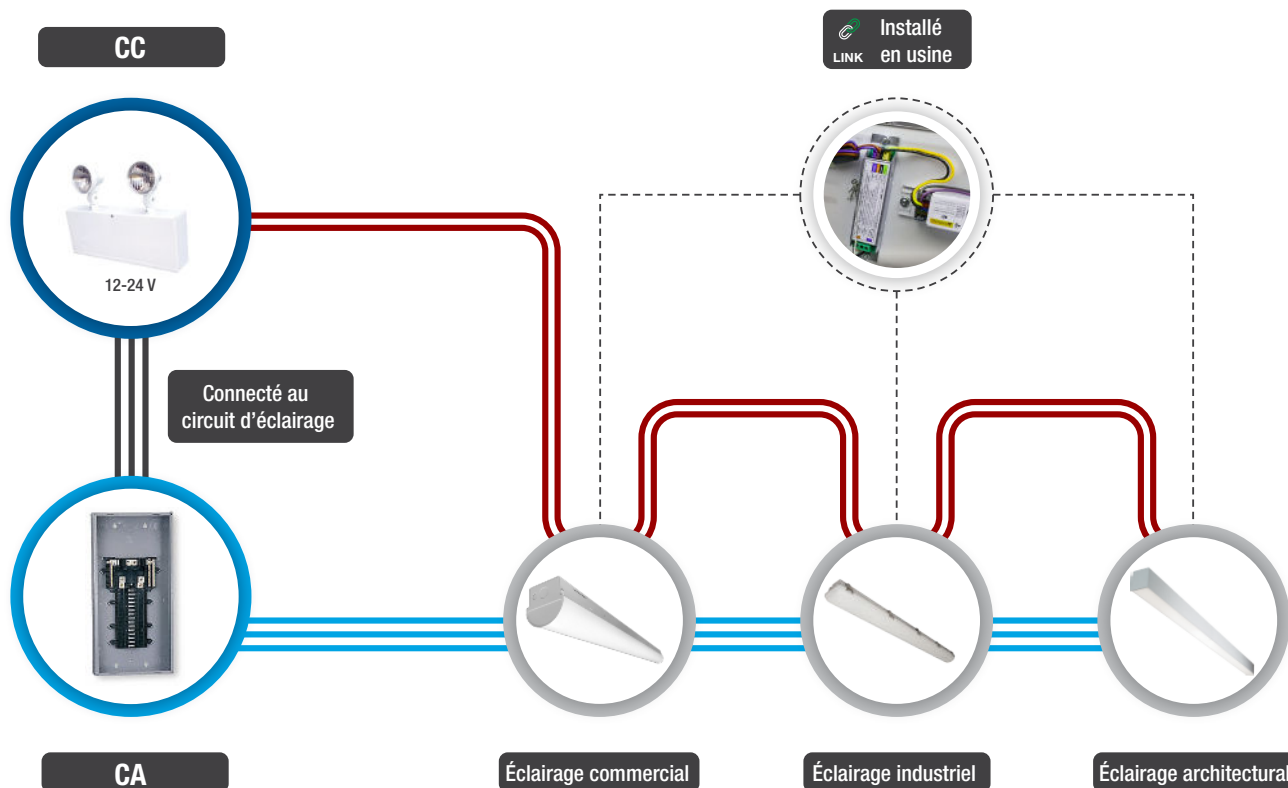 CC
LINK
Installé
en usine
12-24 V
Connecté au
circuit d'éclairage
CA
Éclairage commercial
Éclairage industriel
Éclairage architectural